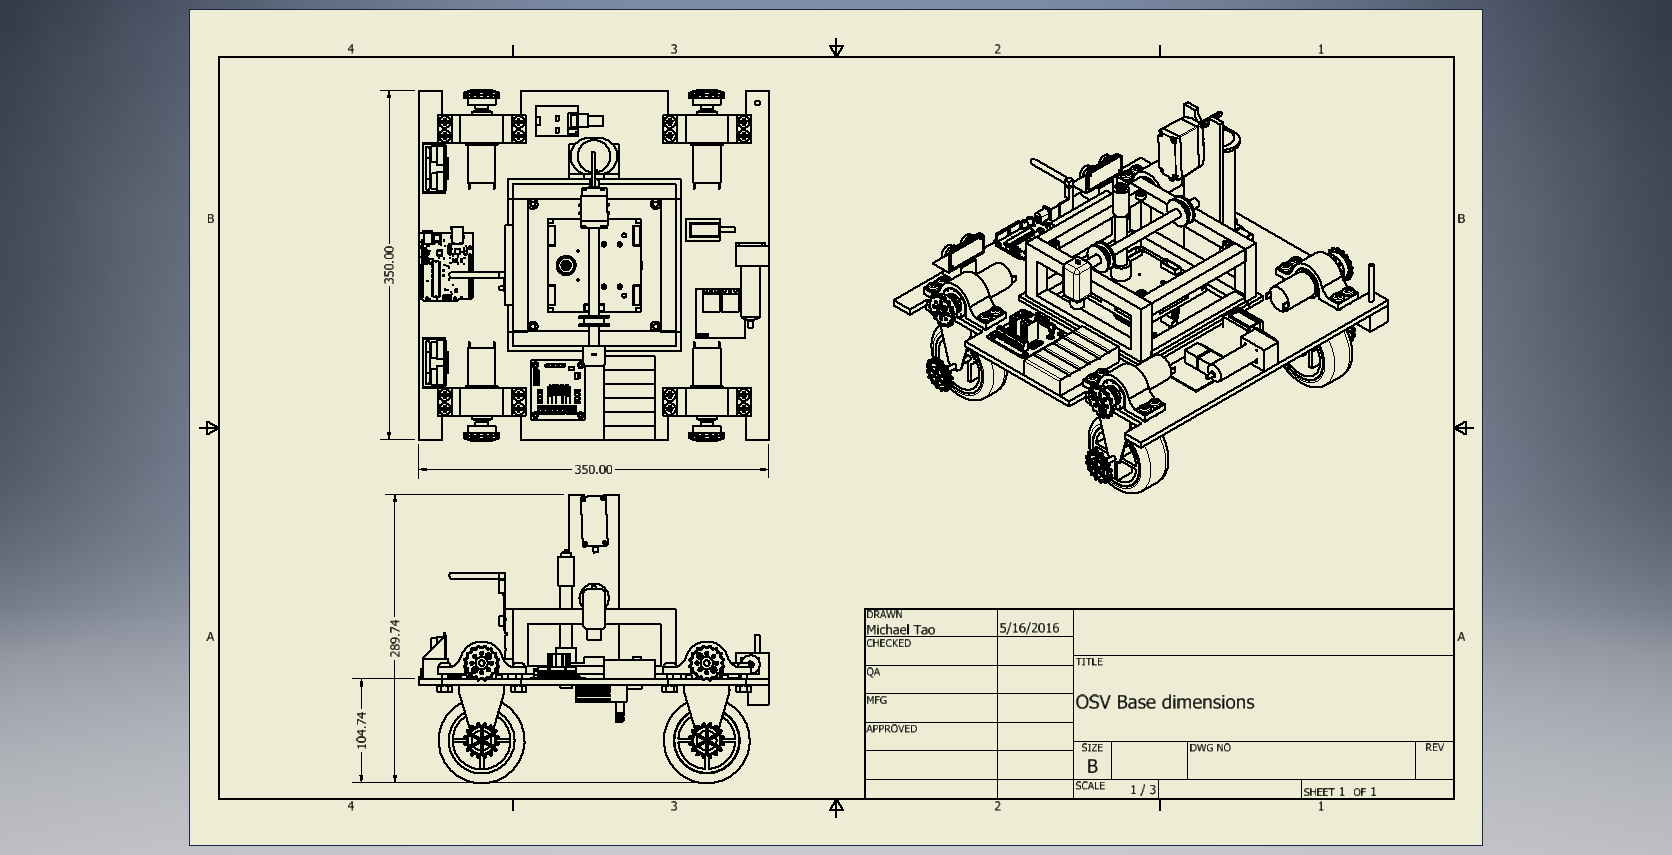 4 3 2 1
B B
350.00
350.00
289.74
104.74
A A
DRAWN
Michael Tao 5/16/2016
CHECKED
QA
MFG
APPROVED
TITLE
OSV Base dimensions
SIZE DWG NO REV
B
SCALE 1 / 3 SHEET 1 OF 1
4 3 2 1